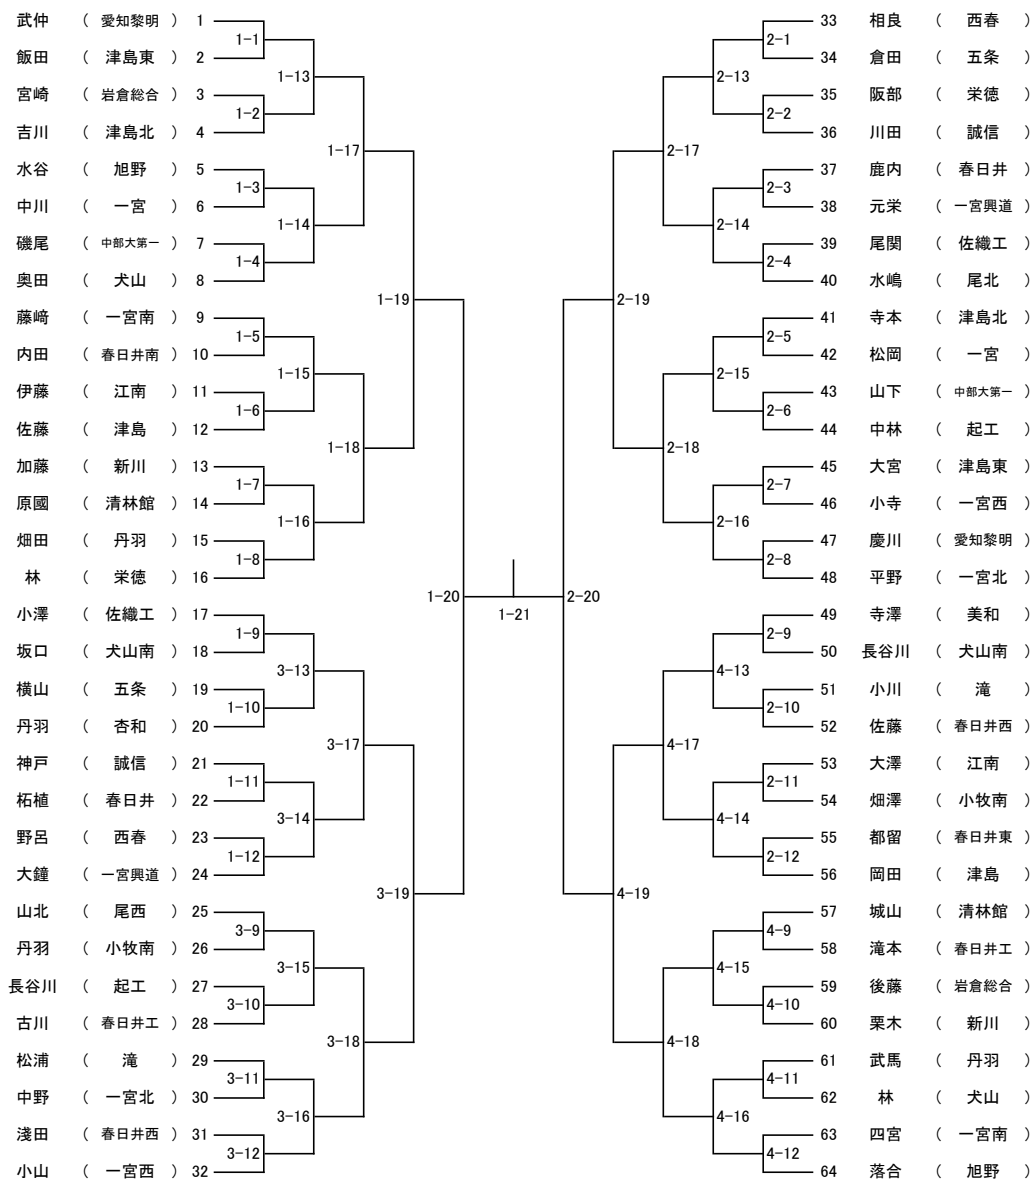 武仲 ( 愛知黎明 ) 1
1-1
飯田 ( 津島東 ) 2
1-13
宮崎 ( 岩倉総合 ) 3
1-2
吉川 ( 津島北 ) 4
1-17
水谷 ( 旭野 ) 5
1-3
中川 ( 一宮 ) 6
1-14
磯尾 ( 中部大第一 ) 7
1-4
奥田 ( 犬山 ) 8
1-19
藤﨑 ( 一宮南 ) 9
1-5
内田 ( 春日井南 ) 10
1-15
伊藤 ( 江南 ) 11
1-6
佐藤 ( 津島 ) 12
1-18
加藤 ( 新川 ) 13
1-7
原國 ( 清林館 ) 14
1-16
畑田 ( 丹羽 ) 15
1-8
林 ( 栄徳 ) 16
1-20
小澤 ( 佐織工 ) 17
1-9
坂口 ( 犬山南 ) 18
3-13
横山 ( 五条 ) 19
1-10
丹羽 ( 杏和 ) 20
3-17
神戸 ( 誠信 ) 21
1-11
柘植 ( 春日井 ) 22
3-14
野呂 ( 西春 ) 23
1-12
大鐘 ( 一宮興道 ) 24
3-19
山北 ( 尾西 ) 25
3-9
丹羽 ( 小牧南 ) 26
3-15
長谷川 ( 起工 ) 27
3-10
古川 ( 春日井工 ) 28
3-18
松浦 ( 滝 ) 29
3-11
中野 ( 一宮北 ) 30
3-16
淺田 ( 春日井西 ) 31
3-12
小山 ( 一宮西 ) 32
1-21
33 相良 ( 西春 )
2-1
34 倉田 ( 五条 )
2-13
35 阪部 ( 栄徳 )
2-2
36 川田 ( 誠信 )
2-17
37 鹿内 ( 春日井 )
2-3
38 元栄 ( 一宮興道 )
2-14
39 尾関 ( 佐織工 )
2-4
40 水嶋 ( 尾北 )
2-19
41 寺本 ( 津島北 )
2-5
42 松岡 ( 一宮 )
2-15
43 山下 ( 中部大第一 )
2-6
44 中林 ( 起工 )
2-18
45 大宮 ( 津島東 )
2-7
46 小寺 ( 一宮西 )
2-16
47 慶川 ( 愛知黎明 )
2-8
48 平野 ( 一宮北 )
2-20
49 寺澤 ( 美和 )
2-9
50 長谷川 ( 犬山南 )
4-13
51 小川 ( 滝 )
2-10
52 佐藤 ( 春日井西 )
4-17
53 大澤 ( 江南 )
2-11
54 畑澤 ( 小牧南 )
4-14
55 都留 ( 春日井東 )
2-12
56 岡田 ( 津島 )
4-19
57 城山 ( 清林館 )
4-9
58 滝本 ( 春日井工 )
4-15
59 後藤 ( 岩倉総合 )
4-10
60 栗木 ( 新川 )
4-18
61 武馬 ( 丹羽 )
4-11
62 林 ( 犬山 )
4-16
63 四宮 ( 一宮南 )
4-12
64 落合 ( 旭野 )